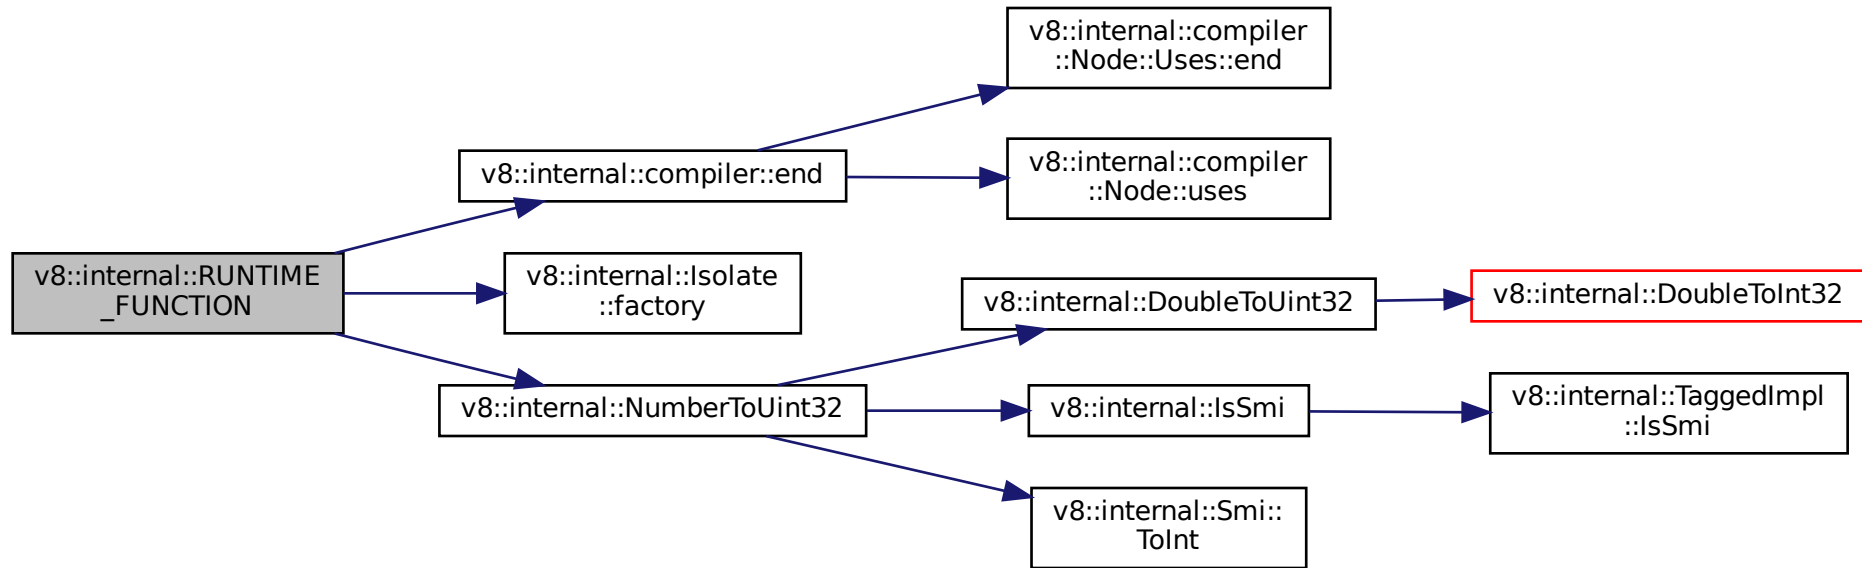 v8::internal::RUNTIME
_FUNCTION
v8::internal::compiler::end
v8::internal::compiler
::Node::Uses::end
v8::internal::compiler
::Node::uses
v8::internal::Isolate
::factory
v8::internal::NumberToUint32
v8::internal::DoubleToUint32
v8::internal::DoubleToInt32
v8::internal::IsSmi
v8::internal::TaggedImpl
::IsSmi
v8::internal::Smi::
ToInt